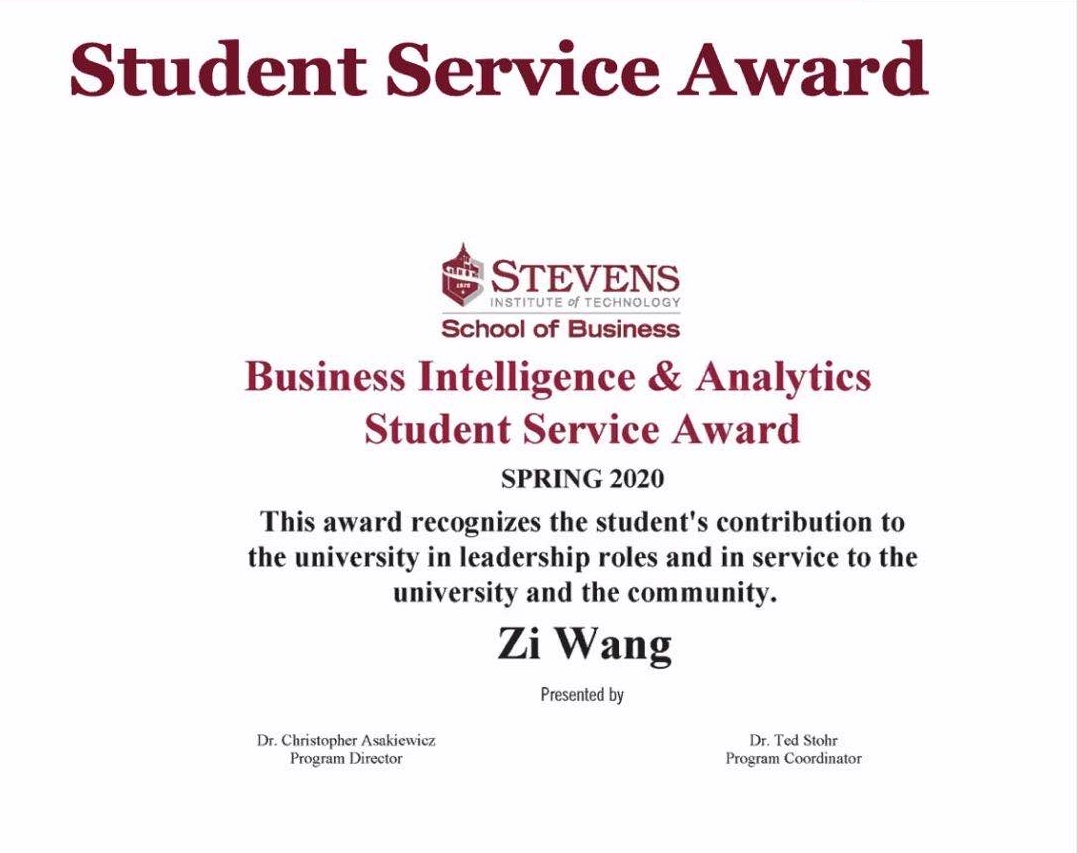 Student Service Award
1870
STEVENS
INSTITUTE of TECHNOLOGY
School of Business
Business Intelligence & Analytics
Student Service Award
SPRING 2020
This award recognizes the student's contribution to
the university in leadership roles and in service to the
university and the community.
Zi Wang
Presented by
Dr. Christopher Asakiewicz
Program Director
Dr. Ted Stohr
Program Coordinator